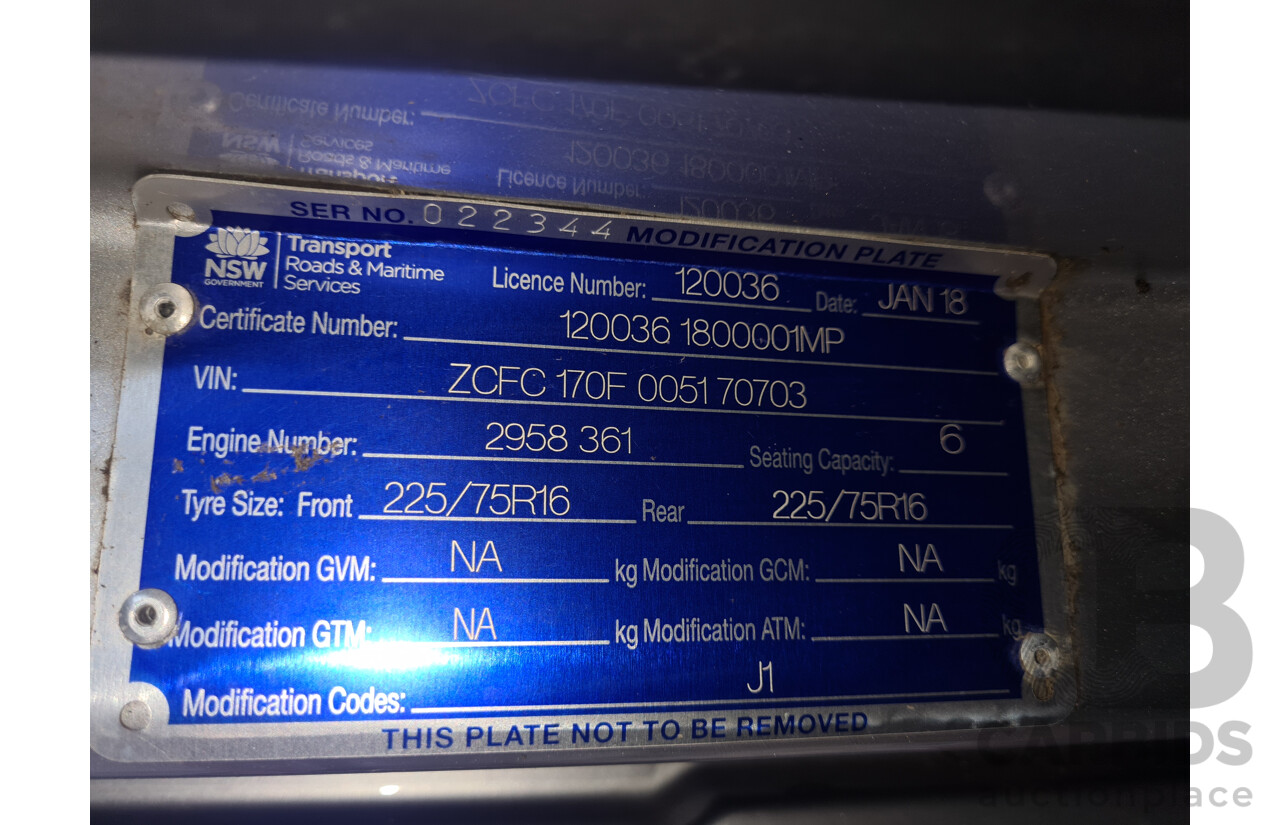 SER NO. 022344 MODIFICATION PLATE
NSW GOVERNMENT
Transport
Roads & Maritime
Services
Licence Number: 120036 Date: JAN 18
Certificate Number: 120036 1800001MP
VIN: ZCFC 170F 005170703
Engine Number: 2958 361 Seating Capacity: 6
Tyre Size: Front 225/75R16 Rear 225/75R16
Modification GVM: NA kg Modification GCM: NA kg
Modification GTM: NA kg Modification ATM: NA kg
Modification Codes: J1
THIS PLATE NOT TO BE REMOVED
CARBIDS
auctionplace